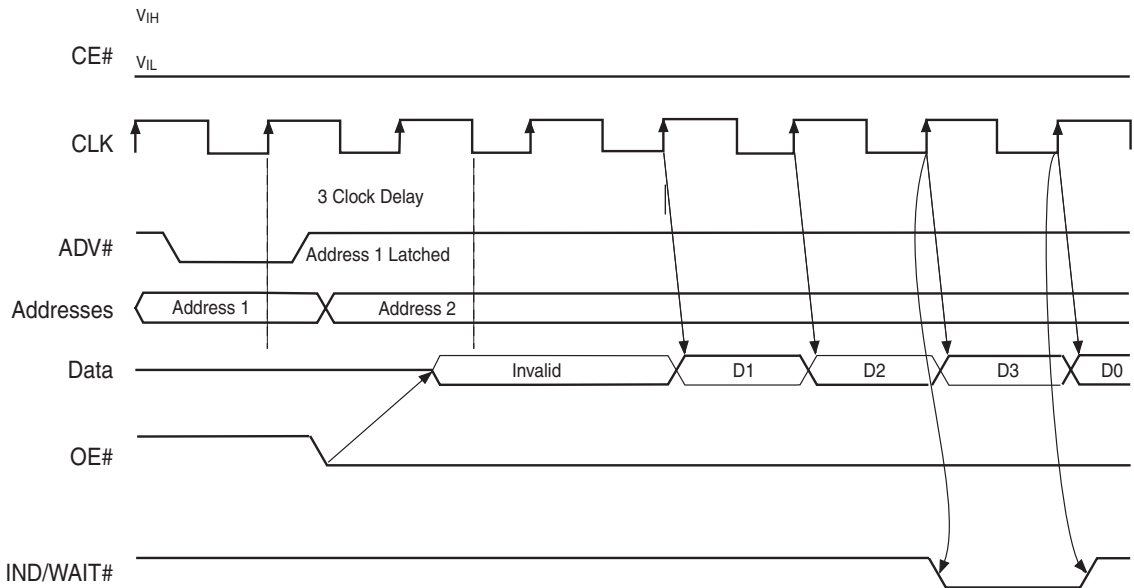 VIH
CE#
VIL
CLK
3 Clock Delay
ADV#
Address 1 Latched
Addresses
Address 1
Address 2
Data
Invalid
D1
D2
D3
D0
OE#
IND/WAIT#